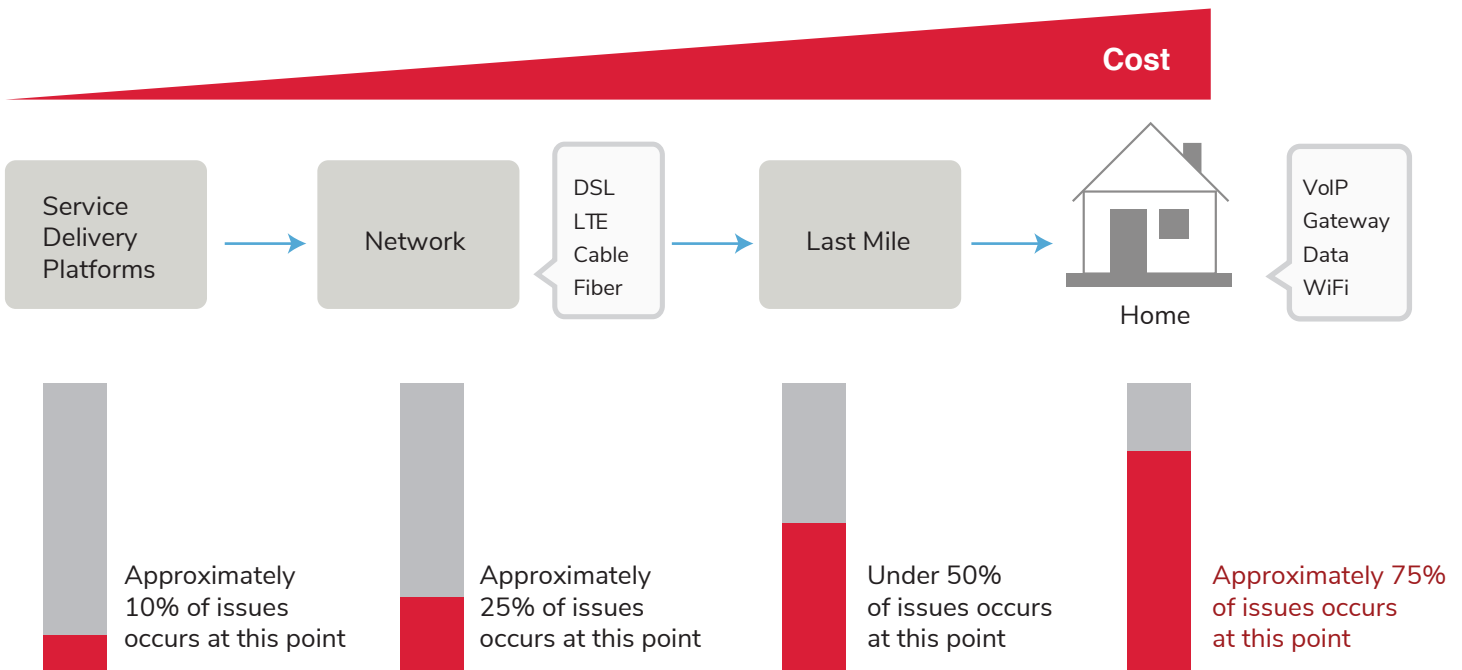 Cost
Service
Delivery
Platforms
Network
DSL
LTE
Cable
Fiber
Last Mile
Home
VoIP
Gateway
Data
WiFi
Approximately
10% of issues
occurs at this point
Approximately
25% of issues
occurs at this point
Under 50%
of issues occurs
at this point
Approximately 75%
of issues occurs
at this point